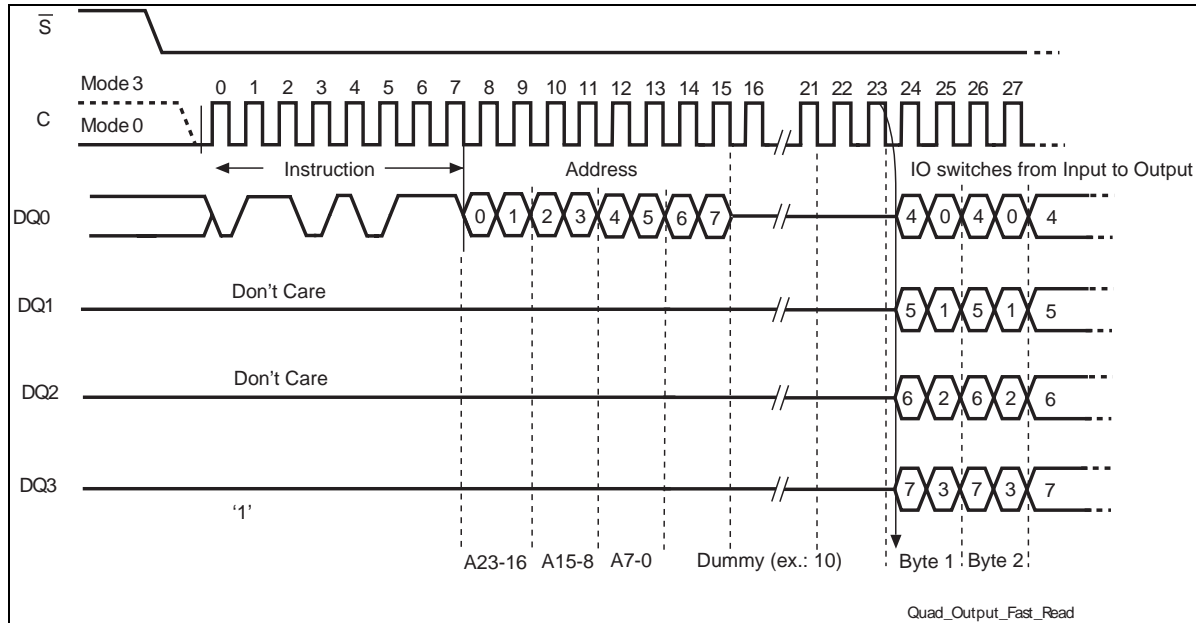 S
Mode 3
0 1 2 3 4 5 6 7 8 9 10 11 12 13 14 15 16 21 22 23 24 25 26 27
C
Mode 0
Instruction Address IO switches from Input to Output
DQ0 0 1 2 3 4 5 6 7 4 0 4 0 4
Don't Care
DQ1 5 1 5 1 5
Don't Care
DQ2 6 2 6 2 6
DQ3 7 3 7 3 7
‘1’
A23-16 A15-8 A7-0 Dummy (ex.: 10) Byte 1 Byte 2
Quad_Output_Fast_Read